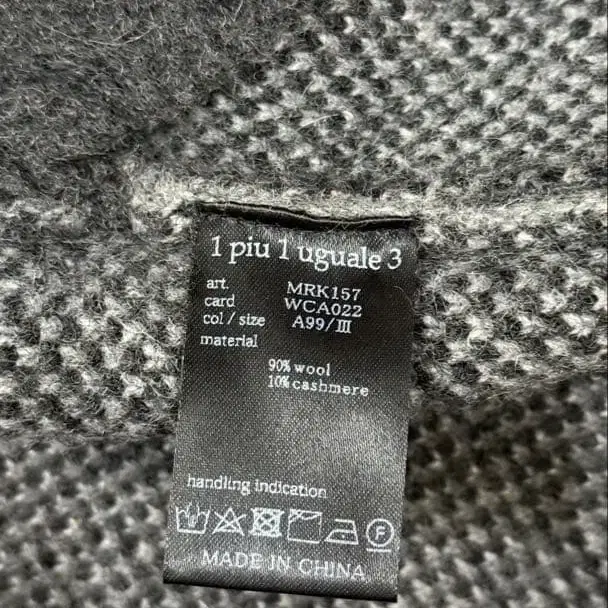 1 piu 1 uguale 3
art. MRK157
card WCA022
col / size A99/Ⅲ
material
90% wool
10% cashmere
handling indication
F
MADE IN CHINA